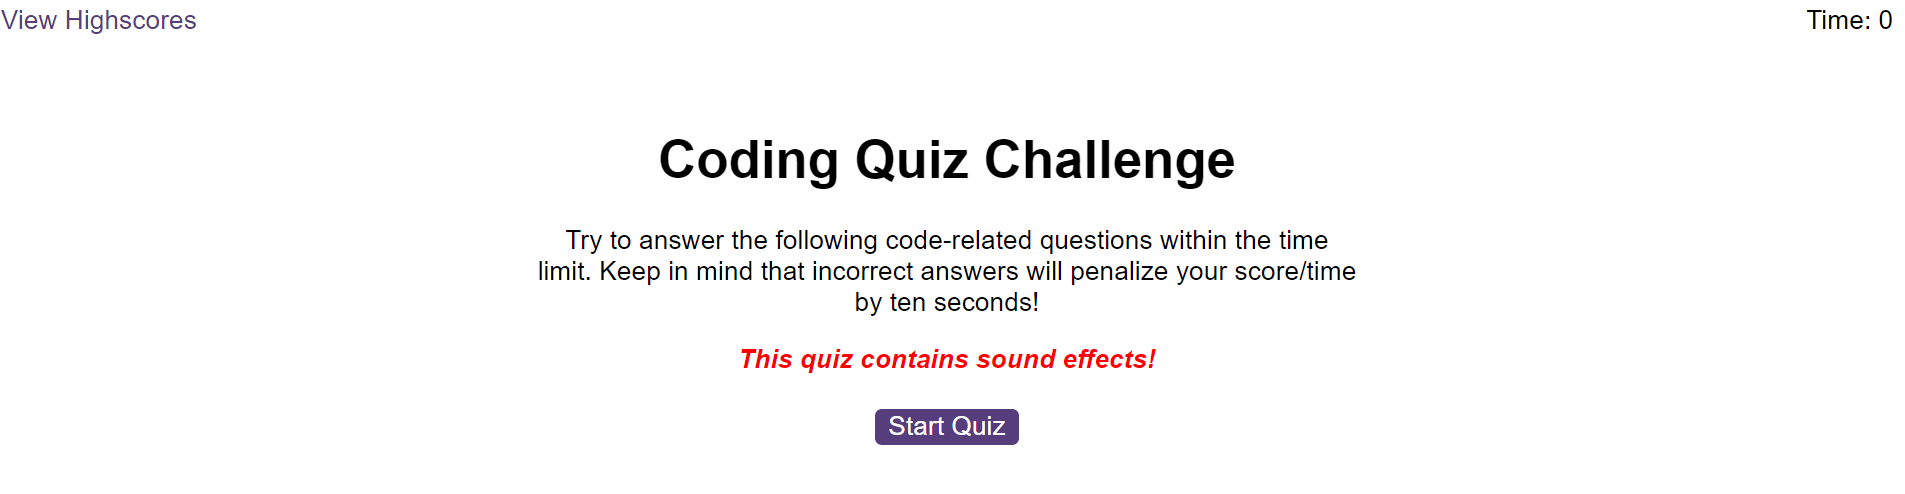 View Highscores
Time: 0
Coding Quiz Challenge
Try to answer the following code-related questions within the time
limit. Keep in mind that incorrect answers will penalize your score/time
by ten seconds!
This quiz contains sound effects!
Start Quiz